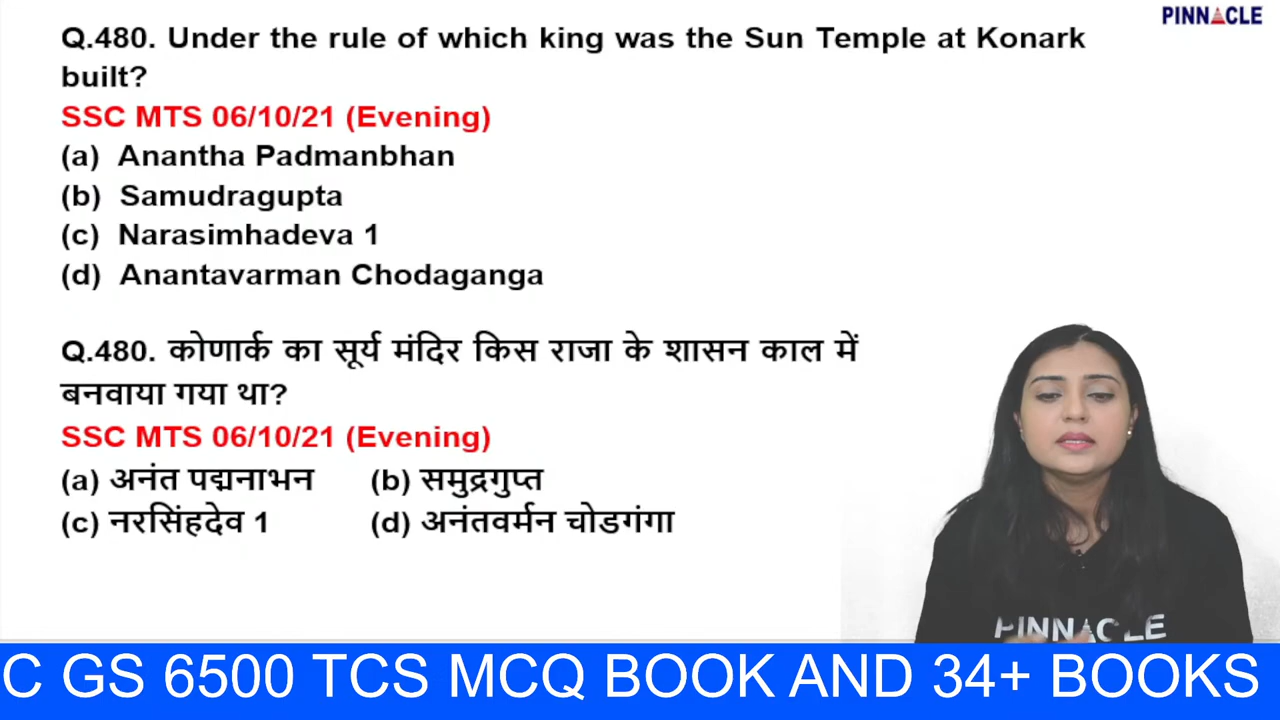 PINNACLE
Q.480. Under the rule of which king was the Sun Temple at Konark
built?
SSC MTS 06/10/21 (Evening)
(a) Anantha Padmanbhan
(b) Samudragupta
(c) Narasimhadeva 1
(d) Anantavarman Chodaganga
Q.480. कोणार्क का सूर्य मंदिर किस राजा के शासन काल में
बनवाया गया था?
SSC MTS 06/10/21 (Evening)
(a) अनंत पद्मनाभन (b) समुद्रगुप्त
(c) नरसिंहदेव 1 (d) अनंतवर्मन चोडगंगा
PINNACLE
C GS 6500 TCS MCQ BOOK AND 34+ BOOKS